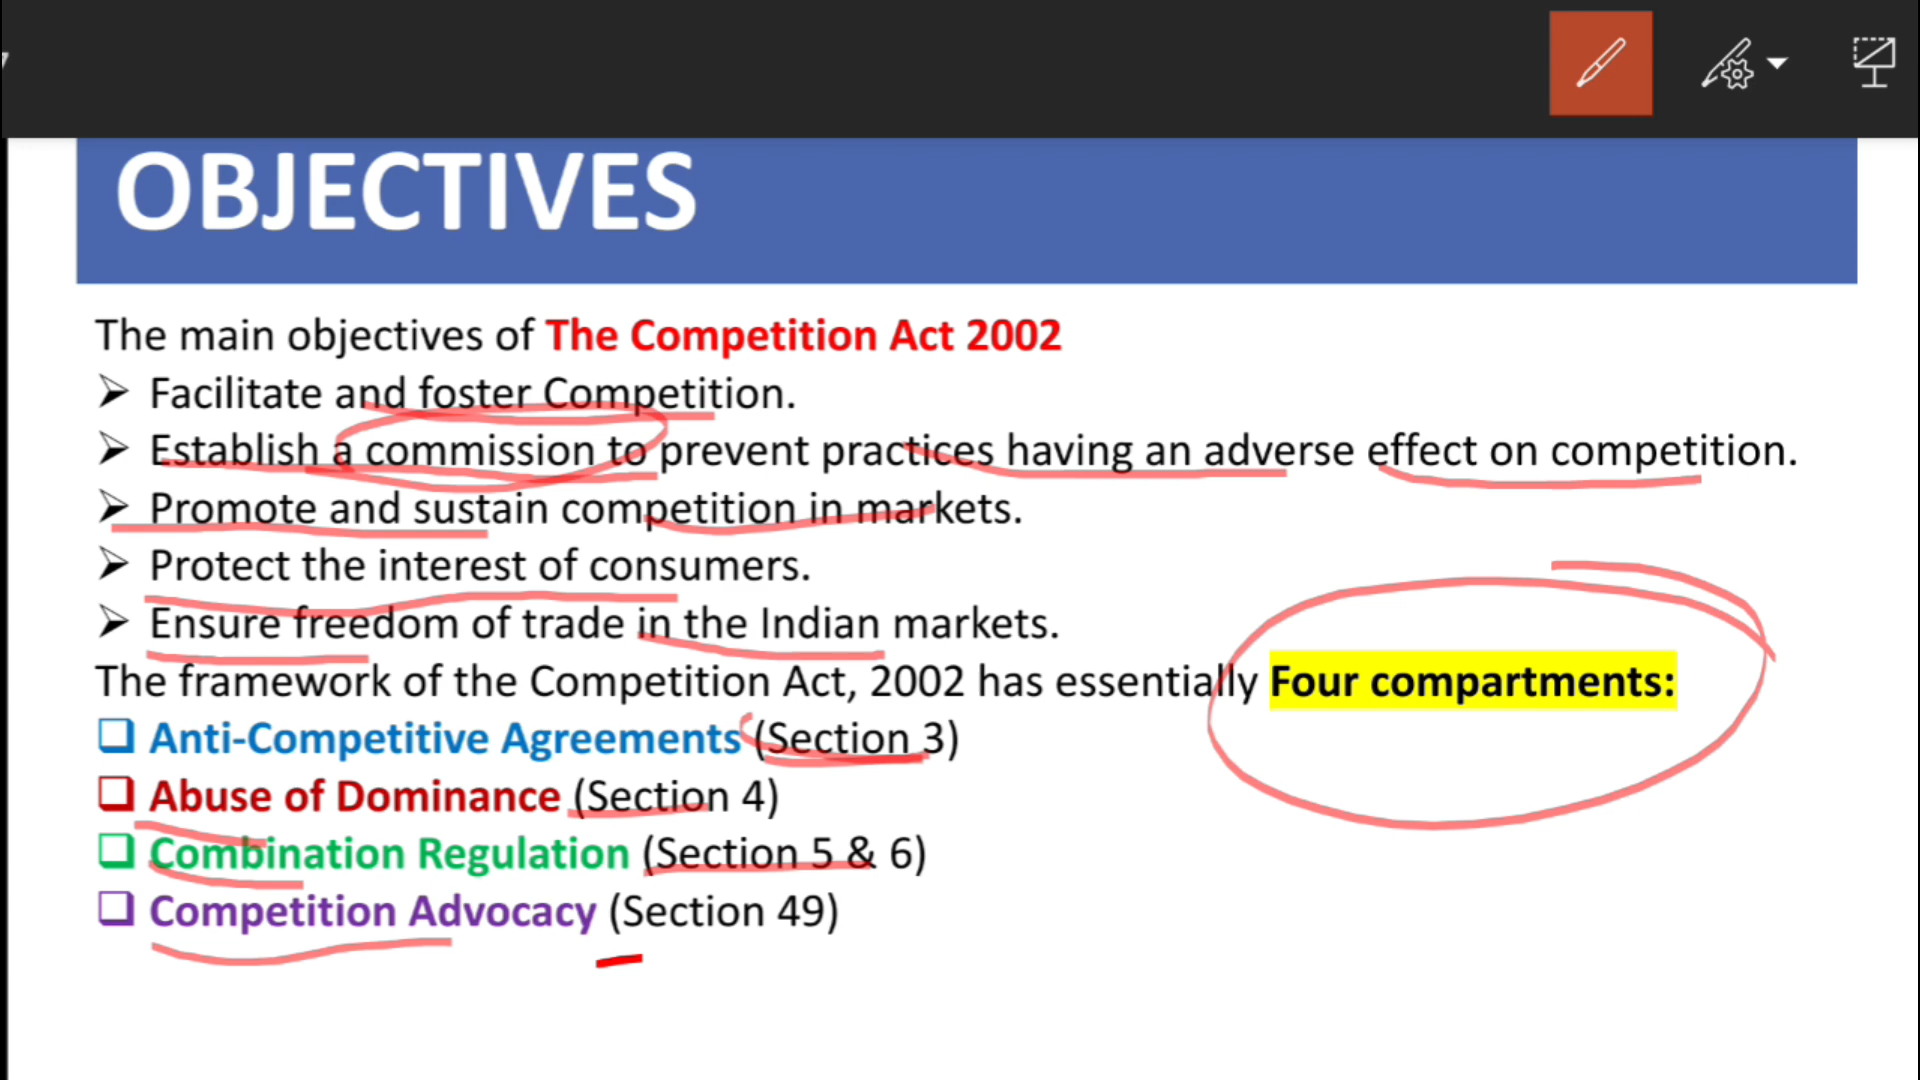 OBJECTIVES
The main objectives of The Competition Act 2002
Facilitate and foster Competition.
Establish a commission to prevent practices having an adverse effect on competition.
Promote and sustain competition in markets.
Protect the interest of consumers.
Ensure freedom of trade in the Indian markets.
The framework of the Competition Act, 2002 has essentially Four compartments:
Anti-Competitive Agreements (Section 3)
Abuse of Dominance (Section 4)
Combination Regulation (Section 5 & 6)
Competition Advocacy (Section 49)